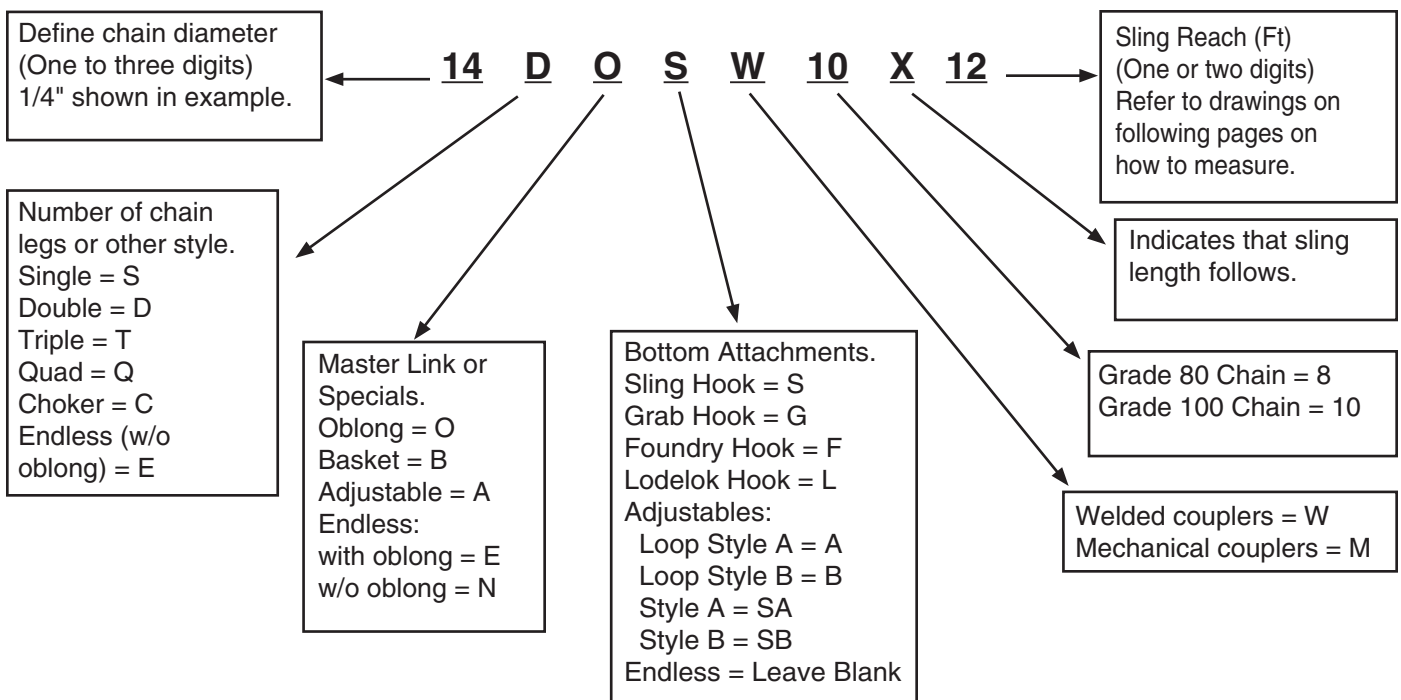 Define chain diameter
(One to three digits)
1/4" shown in example.
14 D O S W 10 X 12
Sling Reach (Ft)
(One or two digits)
Refer to drawings on
following pages on
how to measure.
Number of chain
legs or other style.
Single = S
Double = D
Triple = T
Quad = Q
Choker = C
Endless (w/o
oblong) = E
Master Link or
Specials.
Oblong = O
Basket = B
Adjustable = A
Endless:
with oblong = E
w/o oblong = N
Bottom Attachments.
Sling Hook = S
Grab Hook = G
Foundry Hook = F
Lodelok Hook = L
Adjustables:
Loop Style A = A
Loop Style B = B
Style A = SA
Style B = SB
Endless = Leave Blank
Indicates that sling
length follows.
Grade 80 Chain = 8
Grade 100 Chain = 10
Welded couplers = W
Mechanical couplers = M